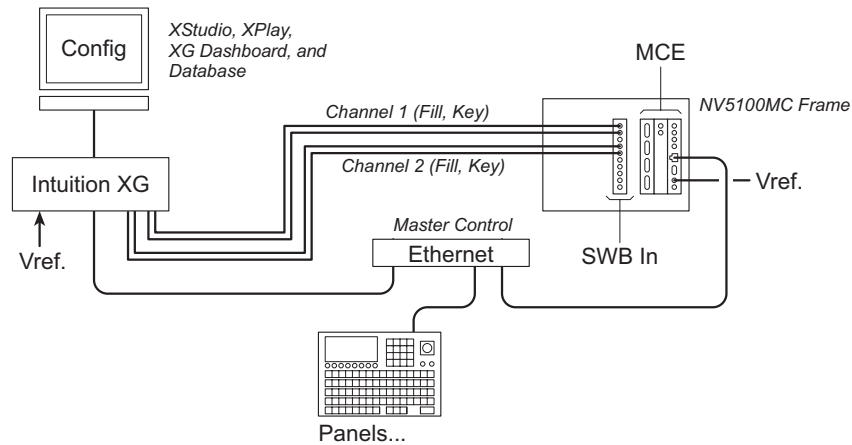 Config
XStudio, XPlay,
XG Dashboard, and
Database
MCE
NV5100MC Frame
Channel 1 (Fill, Key)
Channel 2 (Fill, Key)
Intuition XG
Vref.
Vref.
Master Control
Ethernet
SWB In
Panels...